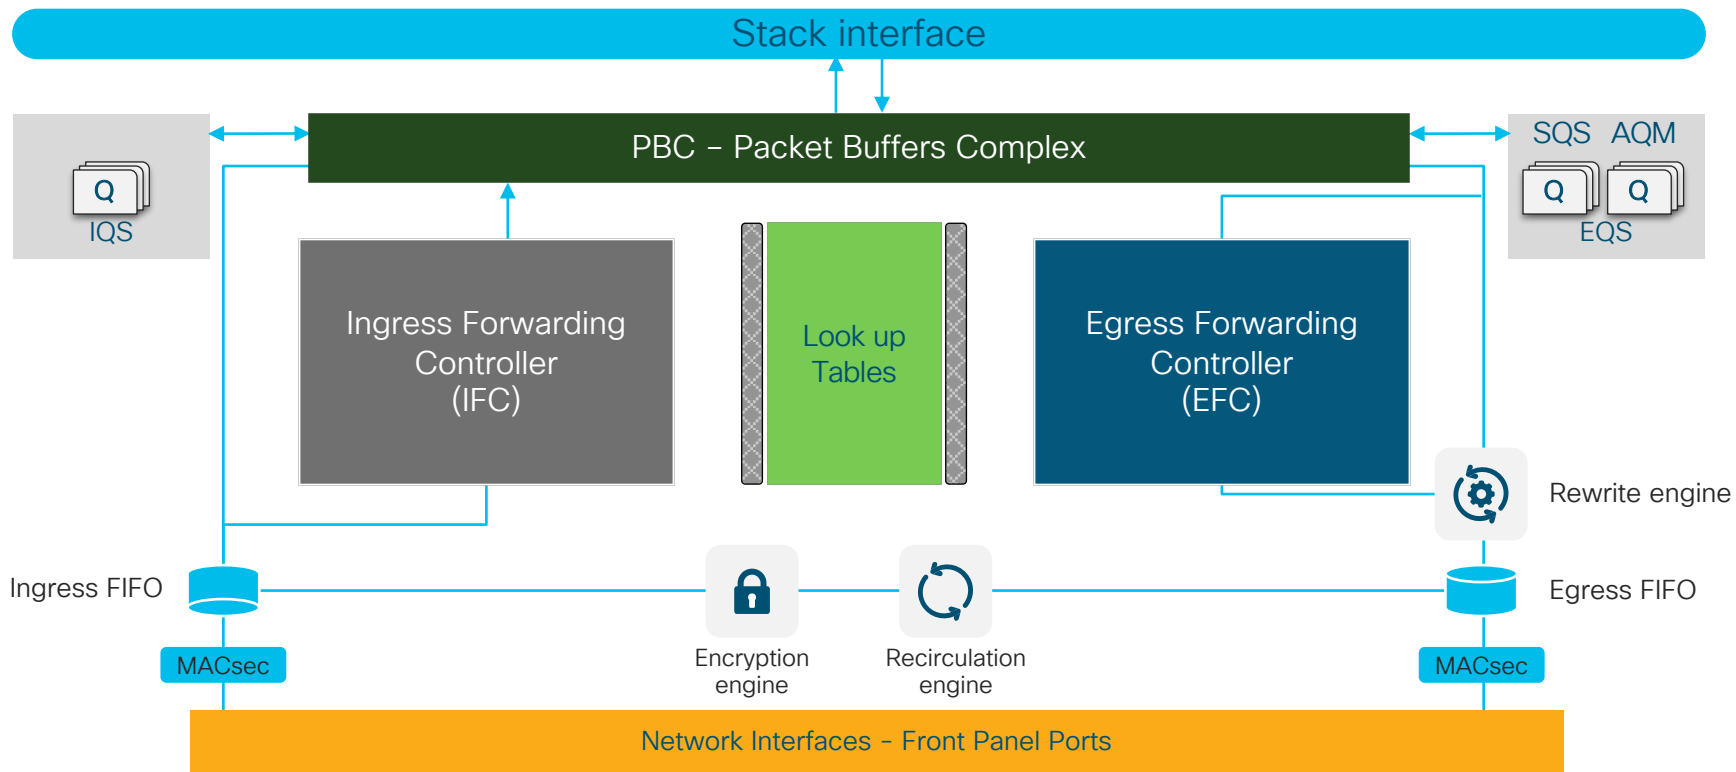 Stack interface
PBC – Packet Buffers Complex
Q
IQS
SQS AQM
Q Q
EQS
Ingress Forwarding
Controller
(IFC)
Look up
Tables
Egress Forwarding
Controller
(EFC)
Rewrite engine
Ingress FIFO
Egress FIFO
MACsec
Encryption
engine
Recirculation
engine
MACsec
Network Interfaces - Front Panel Ports